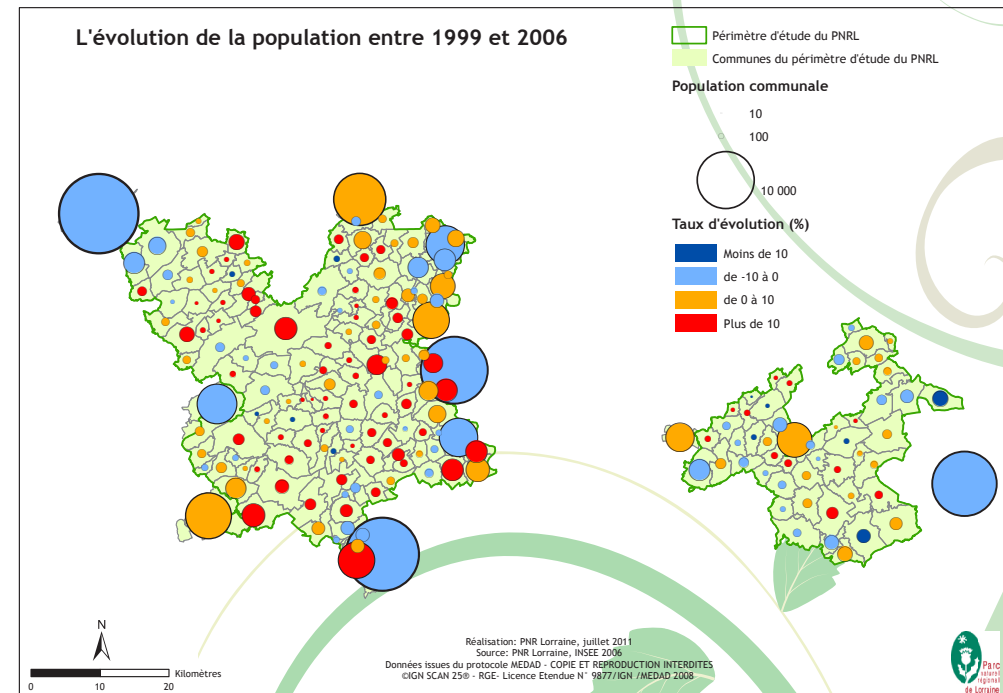 L'évolution de la population entre 1999 et 2006
Périmètre d'étude du PNRL
Communes du périmètre d'étude du PNRL
Population communale
10
100
10 000
Taux d'évolution (%)
Moins de 10
de -10 à 0
de 0 à 10
Plus de 10
N
Kilomètres
0 10 20
Réalisation: PNR Lorraine, juillet 2011
Source: PNR Lorraine, INSEE 2006
Données issues du protocole MEDAD - COPIE ET REPRODUCTION INTERDITES
©IGN SCAN 25® - RGE- Licence Etendue N° 9877/IGN /MEDAD 2008
Parc
naturel
régional
de Lorraine